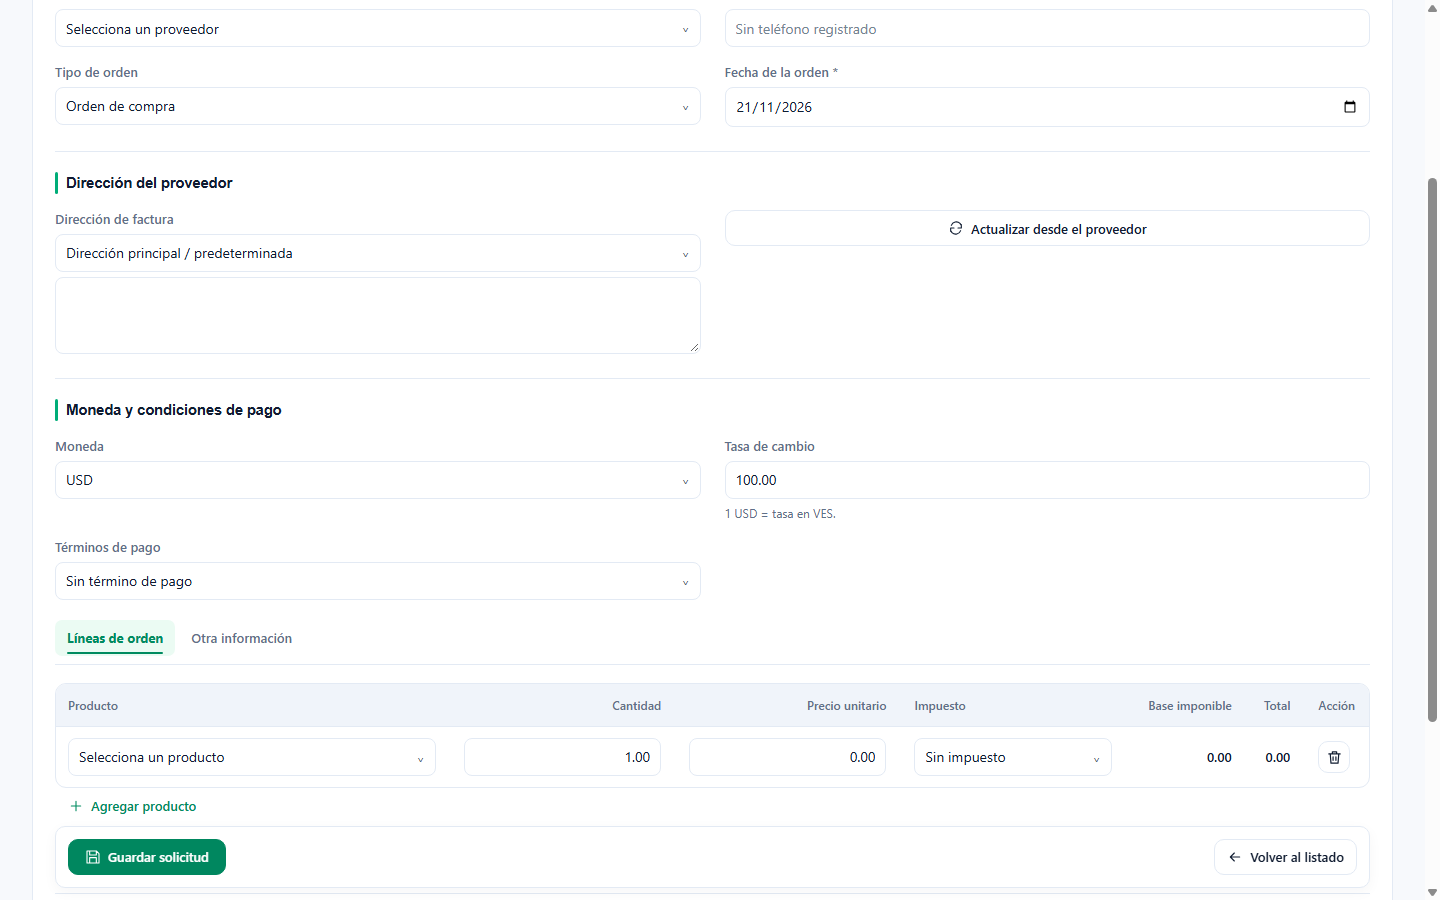 Selecciona un proveedor
Sin teléfono registrado
Tipo de orden
Fecha de la orden *
Orden de compra
21/11/2026
Dirección del proveedor
Dirección de factura
Dirección principal / predeterminada
Actualizar desde el proveedor
Moneda y condiciones de pago
Moneda
Tasa de cambio
USD
100.00
1 USD = tasa en VES.
Términos de pago
Sin término de pago
Líneas de orden
Otra información
Producto Cantidad Precio unitario Impuesto Base imponible Total Acción
Selecciona un producto 1.00 0.00 Sin impuesto 0.00 0.00
Agregar producto
Guardar solicitud
Volver al listado